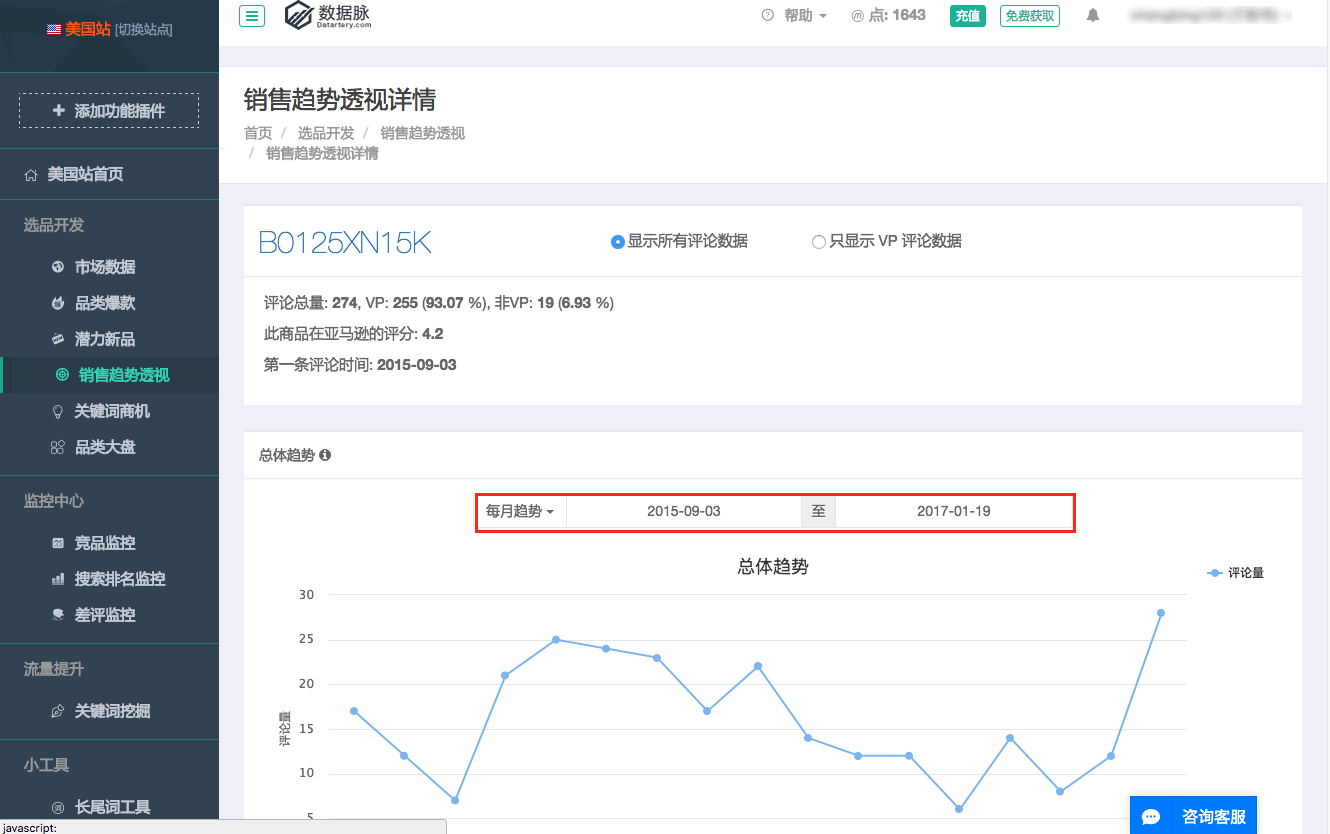 美国站 [切换站点]
添加功能插件
美国站首页
选品开发
市场数据
品类爆款
潜力新品
销售趋势透视
关键词商机
品类大盘
监控中心
竞品监控
搜索排名监控
差评监控
流量提升
关键词挖掘
小工具
长尾词工具
javascript:
数据脉
Datartery.com
帮助
点: 1643
充值
免费获取
销售趋势透视详情
首页 / 选品开发 / 销售趋势透视
/ 销售趋势透视详情
B0125XN15K
显示所有评论数据
只显示 VP 评论数据
评论总量: 274, VP: 255 (93.07 %), 非VP: 19 (6.93 %)
此商品在亚马逊的评分: 4.2
第一条评论时间: 2015-09-03
总体趋势
每月趋势 2015-09-03 至 2017-01-19
总体趋势
评论量
评论量
30
25
20
15
10
5
咨询客服